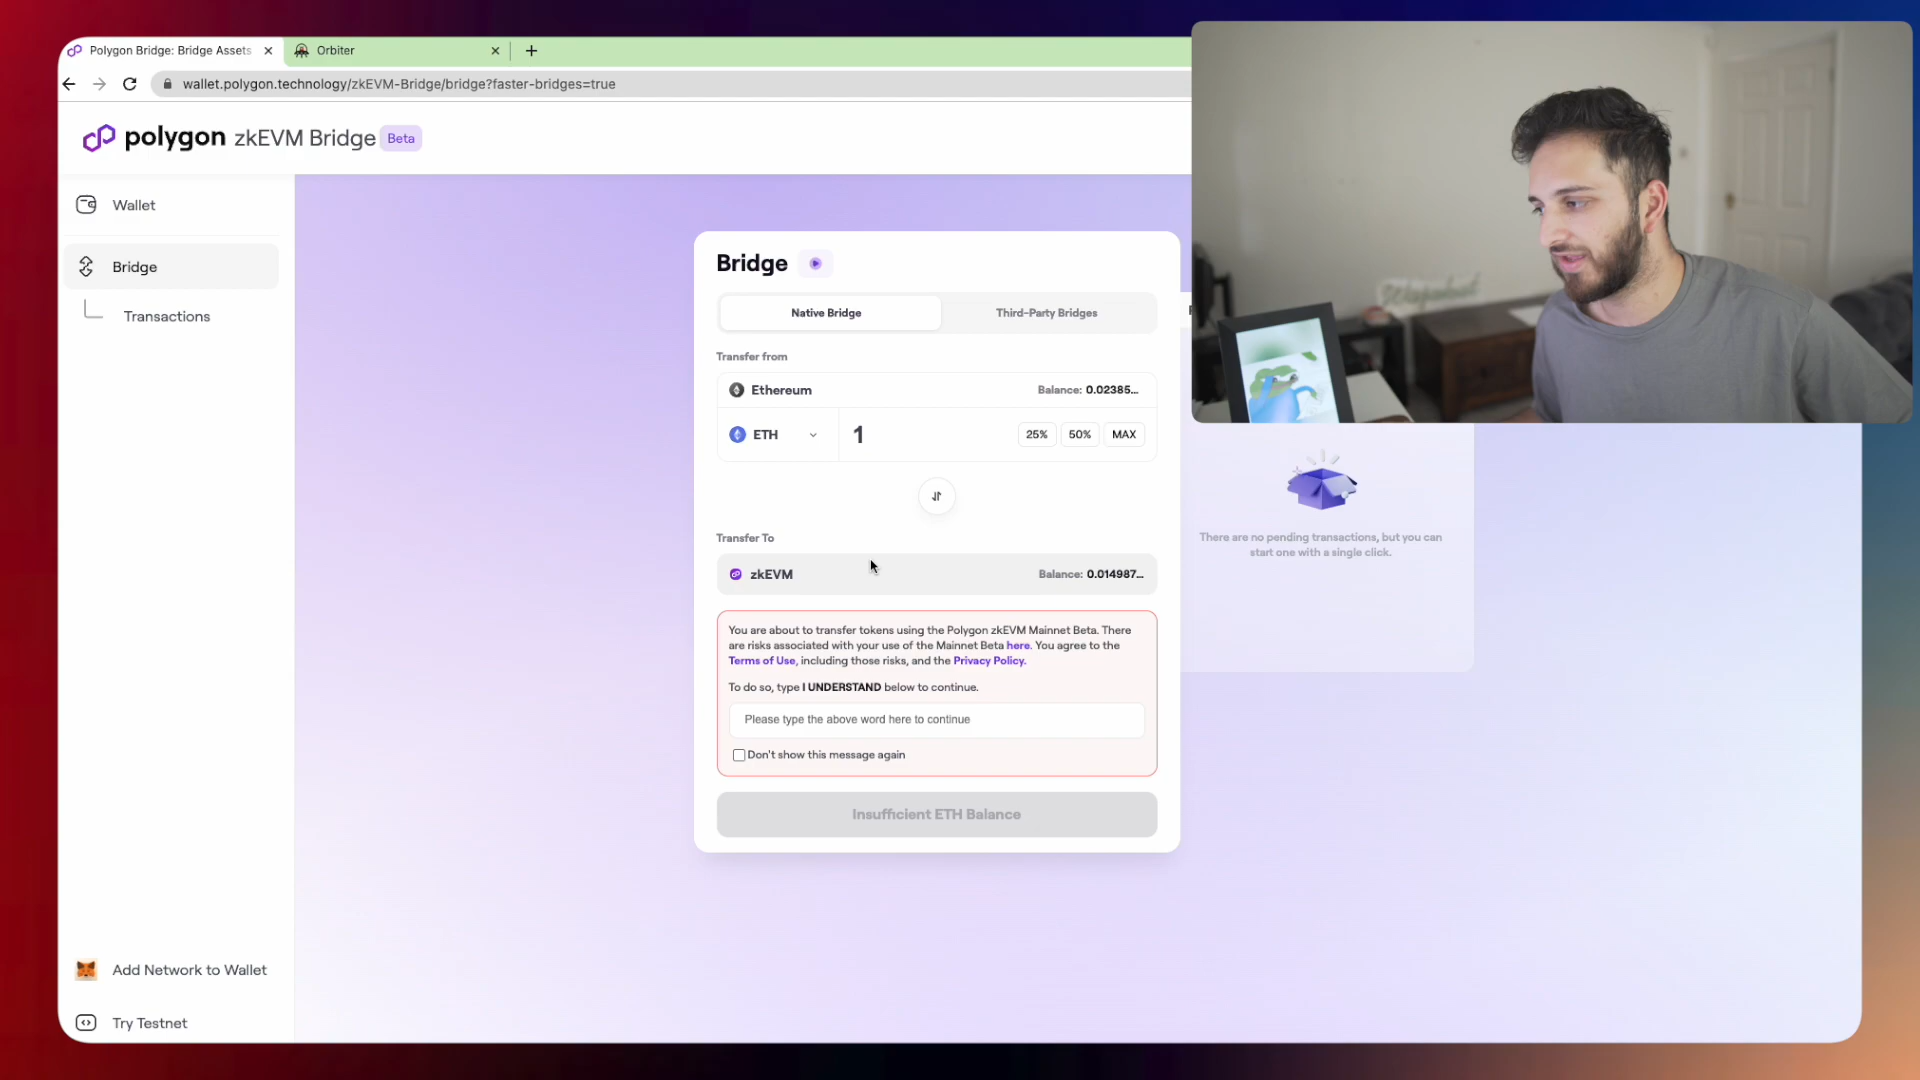 Polygon Bridge: Bridge Assets
Orbiter
wallet.polygon.technology/zkEVM-Bridge/bridge?faster-bridges=true
polygon zkEVM Bridge Beta
Wallet
Bridge
Transactions
Add Network to Wallet
Try Testnet
Bridge
Native Bridge
Third-Party Bridges
Transfer from
Ethereum
Balance: 0.02385...
ETH
1
25%
50%
MAX
Transfer To
zkEVM
Balance: 0.014987...
You are about to transfer tokens using the Polygon zkEVM Mainnet Beta. There
are risks associated with your use of the Mainnet Beta here. You agree to the
Terms of Use, including those risks, and the Privacy Policy.
To do so, type I UNDERSTAND below to continue.
Please type the above word here to continue
Don't show this message again
Insufficient ETH Balance
There are no pending transactions, but you can
start one with a single click.